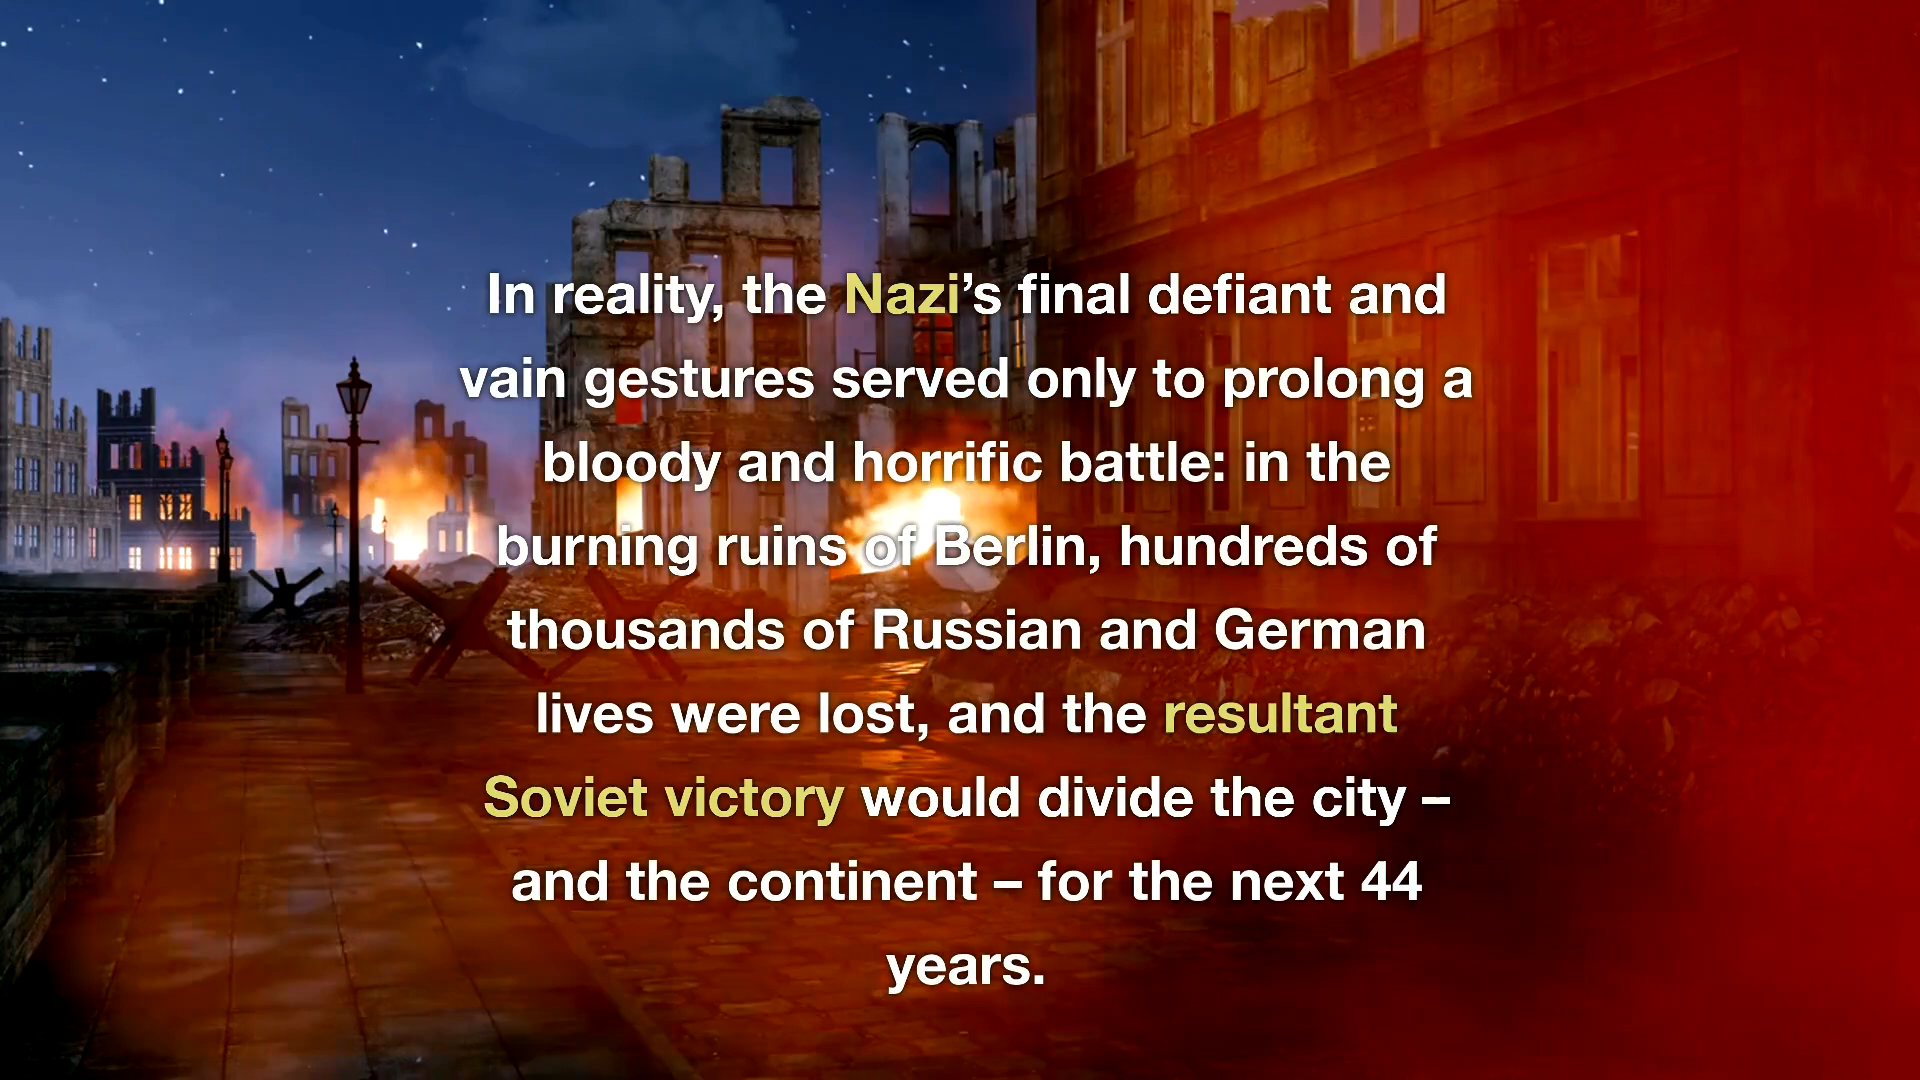 In reality, the Nazi’s final defiant and
vain gestures served only to prolong a
bloody and horrific battle: in the
burning ruins of Berlin, hundreds of
thousands of Russian and German
lives were lost, and the resultant
Soviet victory would divide the city –
and the continent – for the next 44
years.